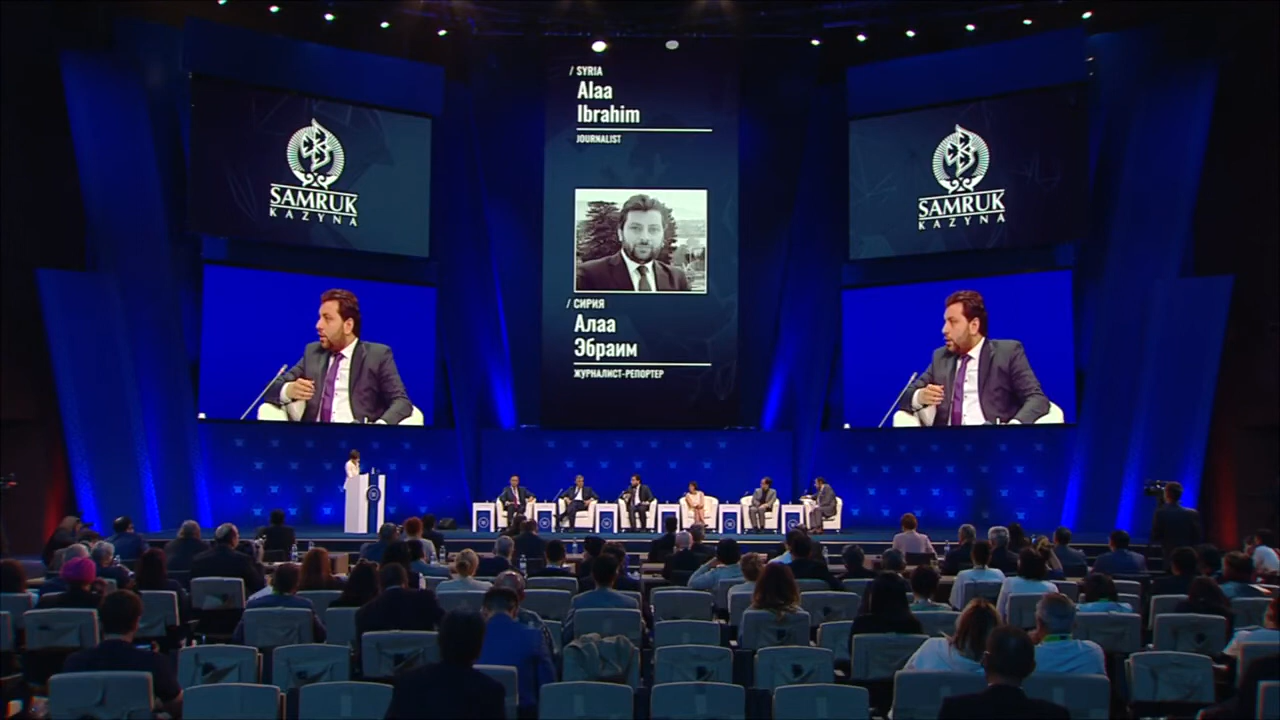 / SYRIA
Alaa
Ibrahim
JOURNALIST
SAMRUK
KAZYNA
SAMRUK
KAZYNA
/ СИРИЯ
Алаа
Эбраим
ЖУРНАЛИСТ-РЕПОРТЕР